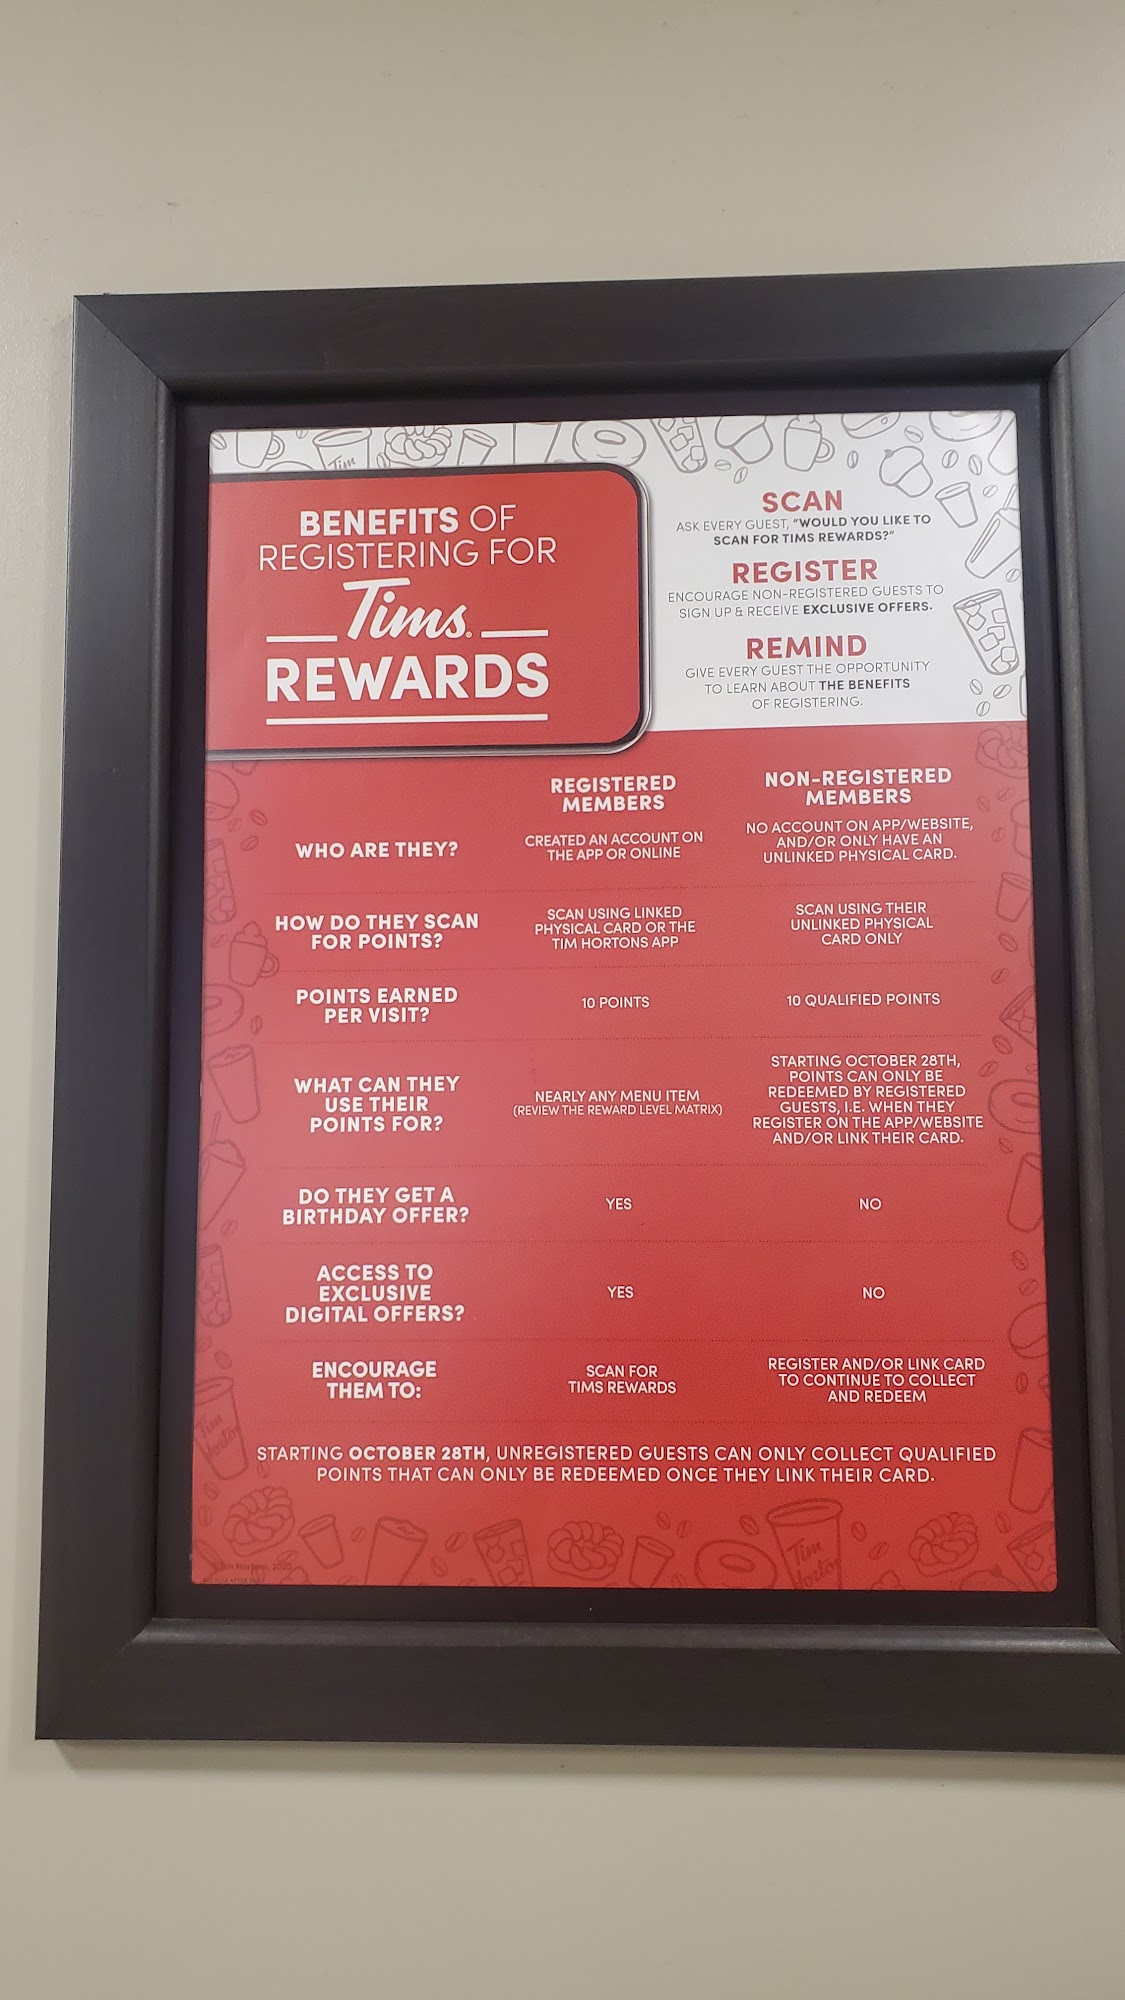 BENEFITS OF
REGISTERING FOR
Tims
REWARDS
SCAN
ASK EVERY GUEST, "WOULD YOU LIKE TO
SCAN FOR TIMS REWARDS?"
REGISTER
ENCOURAGE NON-REGISTERED GUESTS TO
SIGN UP & RECEIVE EXCLUSIVE OFFERS.
REMIND
GIVE EVERY GUEST THE OPPORTUNITY
TO LEARN ABOUT THE BENEFITS
OF REGISTERING.
REGISTERED
MEMBERS
NON-REGISTERED
MEMBERS
WHO ARE THEY?
CREATED AN ACCOUNT ON
THE APP OR ONLINE
NO ACCOUNT ON APP/WEBSITE,
AND/OR ONLY HAVE AN
UNLINKED PHYSICAL CARD.
HOW DO THEY SCAN
FOR POINTS?
SCAN USING LINKED
PHYSICAL CARD OR THE
TIM HORTONS APP
SCAN USING THEIR
UNLINKED PHYSICAL
CARD ONLY
POINTS EARNED
PER VISIT?
10 POINTS
10 QUALIFIED POINTS
WHAT CAN THEY
USE THEIR
POINTS FOR?
NEARLY ANY MENU ITEM
(REVIEW THE REWARD LEVEL MATRIX)
STARTING OCTOBER 28TH,
POINTS CAN ONLY BE
REDEEMED BY REGISTERED
GUESTS, I.E. WHEN THEY
REGISTER ON THE APP/WEBSITE
AND/OR LINK THEIR CARD.
DO THEY GET A
BIRTHDAY OFFER?
YES
NO
ACCESS TO
EXCLUSIVE
DIGITAL OFFERS?
YES
NO
ENCOURAGE
THEM TO:
SCAN FOR
TIMS REWARDS
REGISTER AND/OR LINK CARD
TO CONTINUE TO COLLECT
AND REDEEM
STARTING OCTOBER 28TH, UNREGISTERED GUESTS CAN ONLY COLLECT QUALIFIED
POINTS THAT CAN ONLY BE REDEEMED ONCE THEY LINK THEIR CARD.
©Tim Hortons, 2020